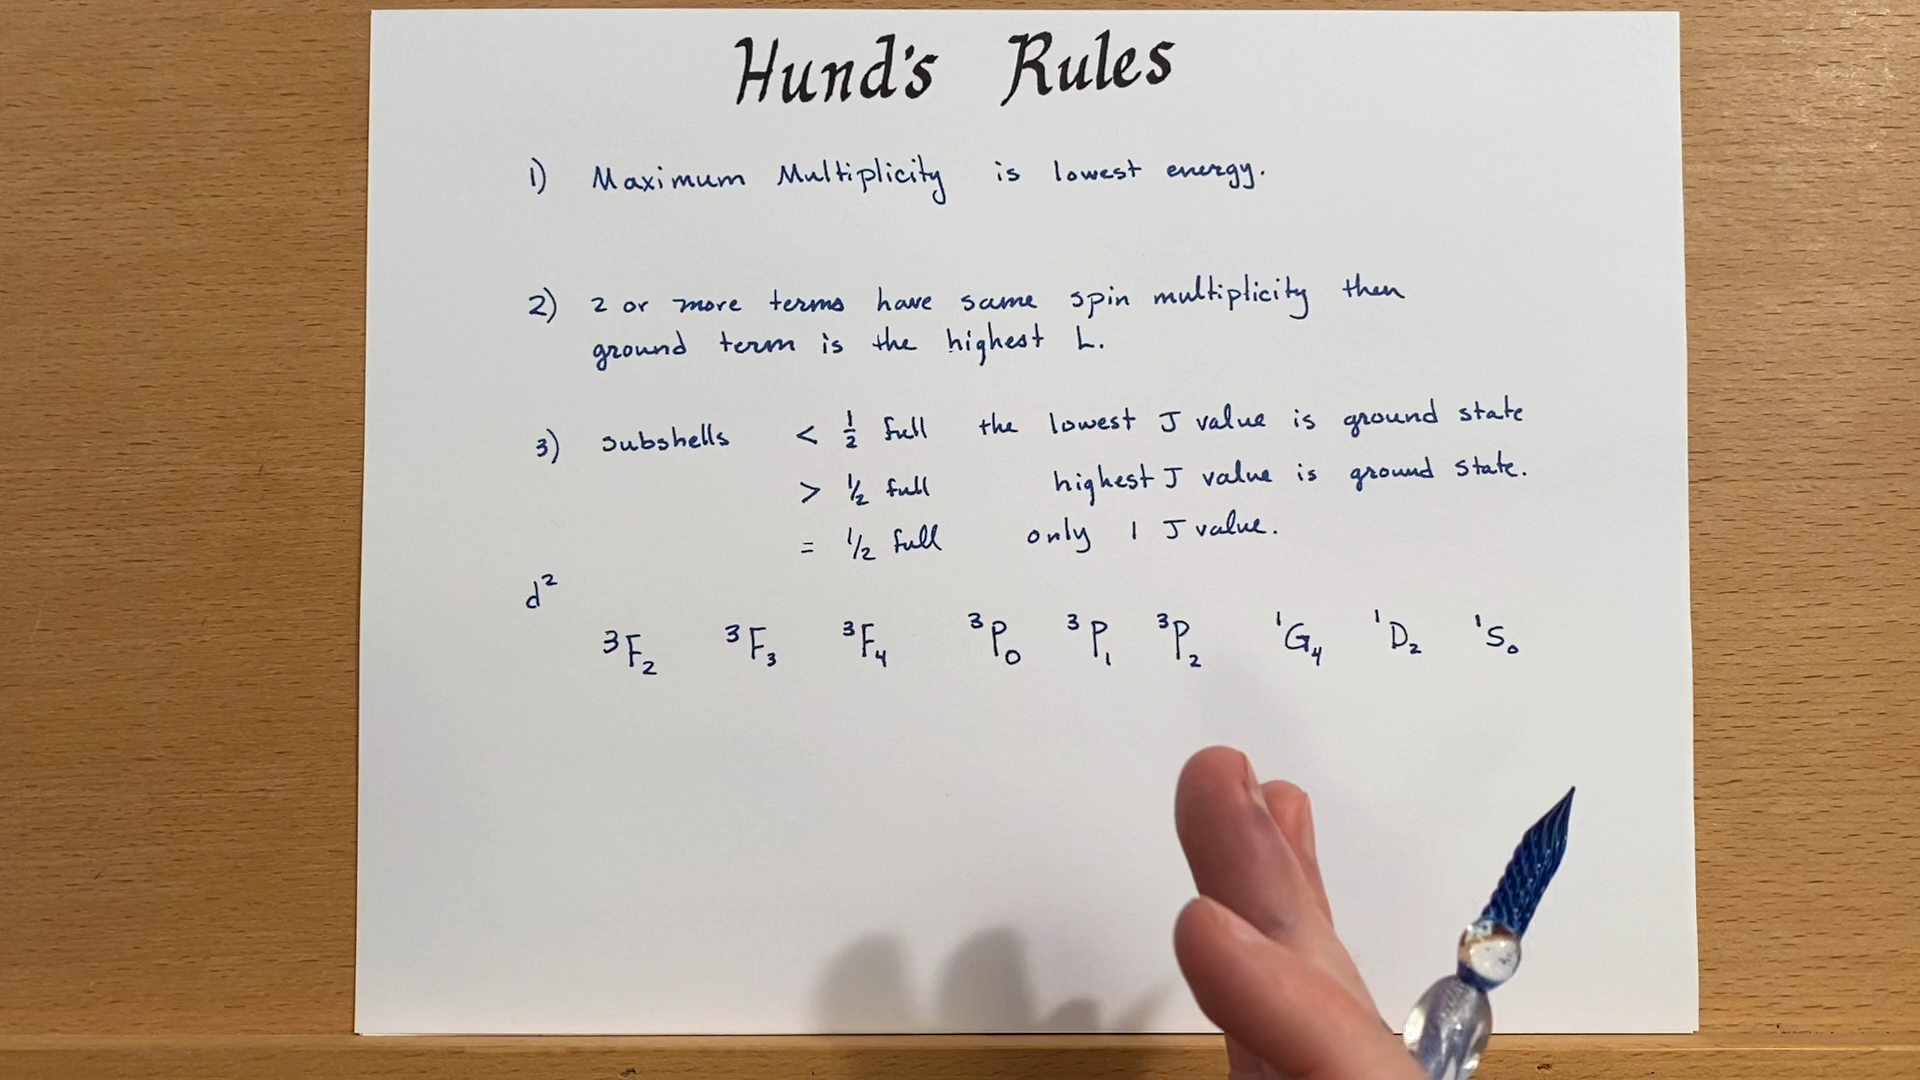 Hund's Rules
1) Maximum Multiplicity is lowest energy.
2) 2 or more terms have same spin multiplicity then
ground term is the highest L.
3) subshells < 1/2 full the lowest J value is ground state
> 1/2 full highest J value is ground state.
= 1/2 full only 1 J value.
d²
³F₂ ³F₃ ³F₄ ³P₀ ³P₁ ³P₂ ¹G₄ ¹D₂ ¹S₀